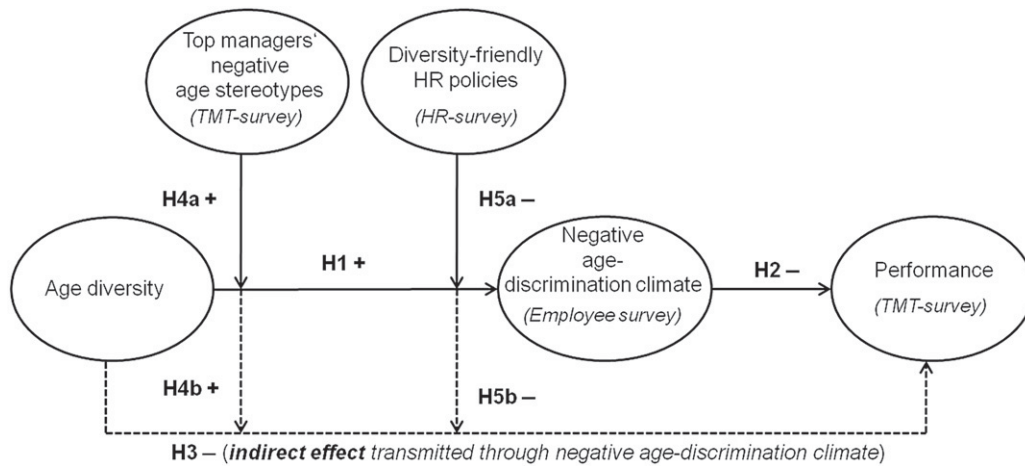 Top managers‘
negative
age stereotypes
(TMT-survey)
Diversity-friendly
HR policies
(HR-survey)
H4a +
H5a –
Age diversity
H1 +
Negative
age-
discrimination climate
(Employee survey)
H2 –
Performance
(TMT-survey)
H4b +
H5b –
H3 – (indirect effect transmitted through negative age-discrimination climate)